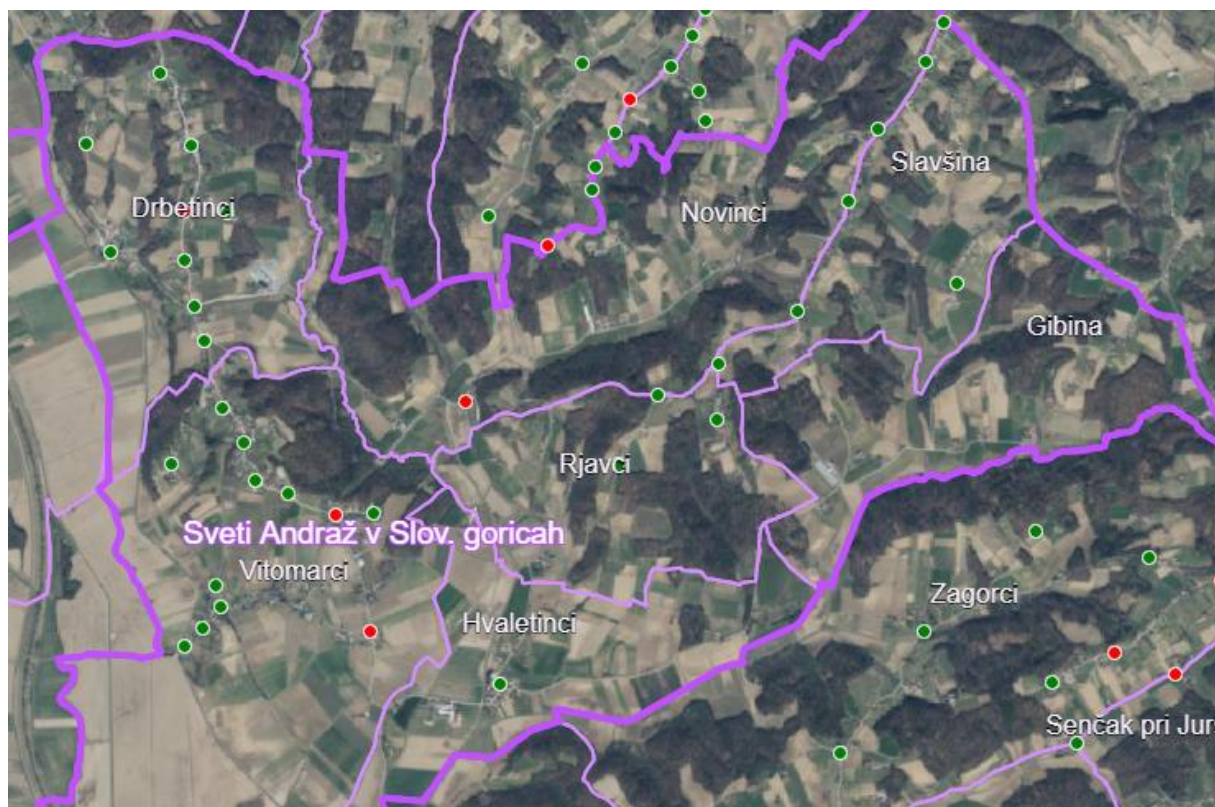 Slavšina
Drbetinci
Novinci
Gibina
Rjavci
Sveti Andraž v Slov. goricah
Vitomarci
Zagorci
Hvaletinci
Senčak pri Jur